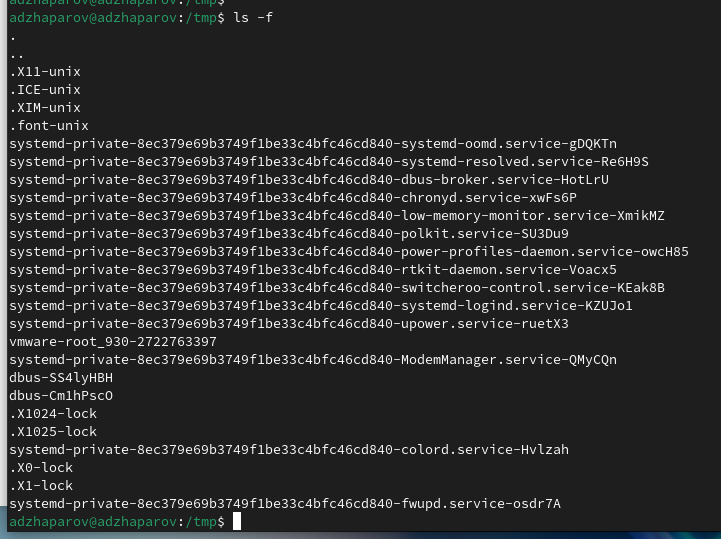 adzhaparov@adzhaparov:/tmp$
adzhaparov@adzhaparov:/tmp$ ls -f
.
..
.X11-unix
.ICE-unix
.XIM-unix
.font-unix
systemd-private-8ec379e69b3749f1be33c4bfc46cd840-systemd-oomd.service-gDQKTn
systemd-private-8ec379e69b3749f1be33c4bfc46cd840-systemd-resolved.service-Re6H9S
systemd-private-8ec379e69b3749f1be33c4bfc46cd840-dbus-broker.service-HotLrU
systemd-private-8ec379e69b3749f1be33c4bfc46cd840-chronyd.service-xwFs6P
systemd-private-8ec379e69b3749f1be33c4bfc46cd840-low-memory-monitor.service-XmikMZ
systemd-private-8ec379e69b3749f1be33c4bfc46cd840-polkit.service-SU3Du9
systemd-private-8ec379e69b3749f1be33c4bfc46cd840-power-profiles-daemon.service-owcH85
systemd-private-8ec379e69b3749f1be33c4bfc46cd840-rtkit-daemon.service-Voacx5
systemd-private-8ec379e69b3749f1be33c4bfc46cd840-switcheroo-control.service-KEak8B
systemd-private-8ec379e69b3749f1be33c4bfc46cd840-systemd-logind.service-KZUJo1
systemd-private-8ec379e69b3749f1be33c4bfc46cd840-upower.service-ruetX3
vmware-root_930-2722763397
systemd-private-8ec379e69b3749f1be33c4bfc46cd840-ModemManager.service-QMyCQn
dbus-SS4lyHBH
dbus-Cm1hPscO
.X1024-lock
.X1025-lock
systemd-private-8ec379e69b3749f1be33c4bfc46cd840-colord.service-Hvlzah
.X0-lock
.X1-lock
systemd-private-8ec379e69b3749f1be33c4bfc46cd840-fwupd.service-osdr7A
adzhaparov@adzhaparov:/tmp$